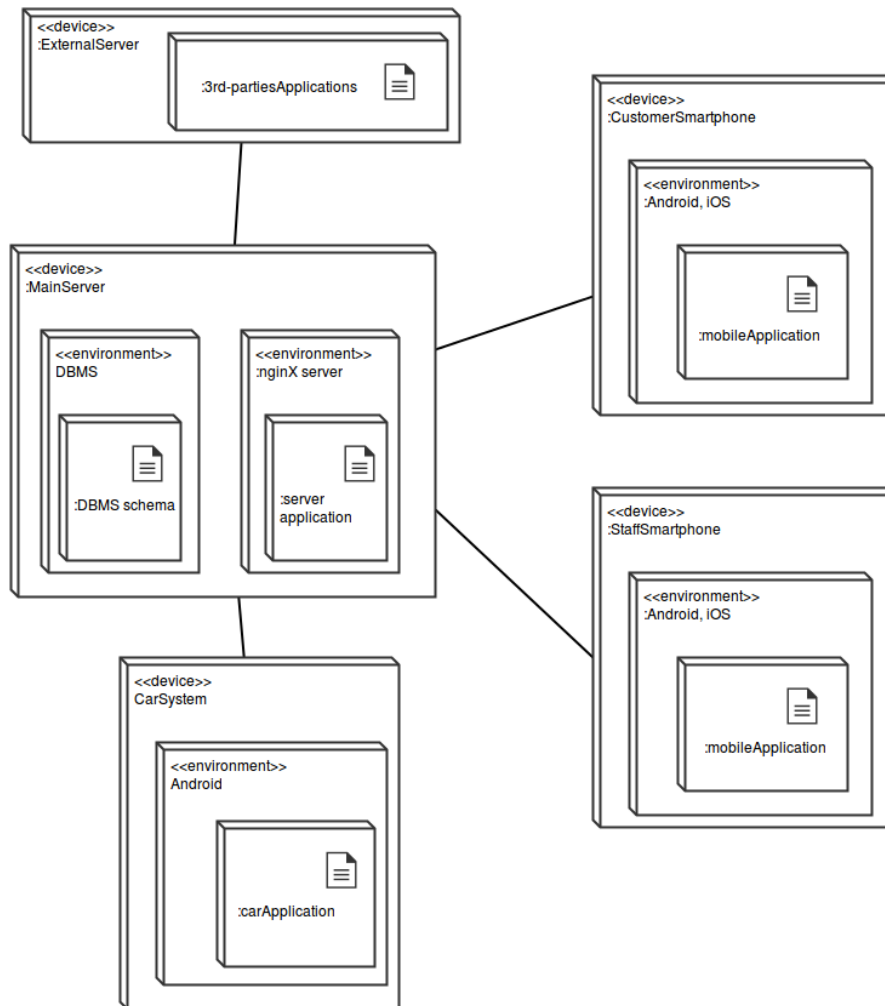 <<device>>
:ExternalServer
:3rd-partiesApplications
<<device>>
:CustomerSmartphone
<<environment>>
:Android, iOS
:mobileApplication
<<device>>
:MainServer
<<environment>>
DBMS
:DBMS schema
<<environment>>
:nginX server
:server
application
<<device>>
:StaffSmartphone
<<environment>>
:Android, iOS
:mobileApplication
<<device>>
CarSystem
<<environment>>
Android
:carApplication